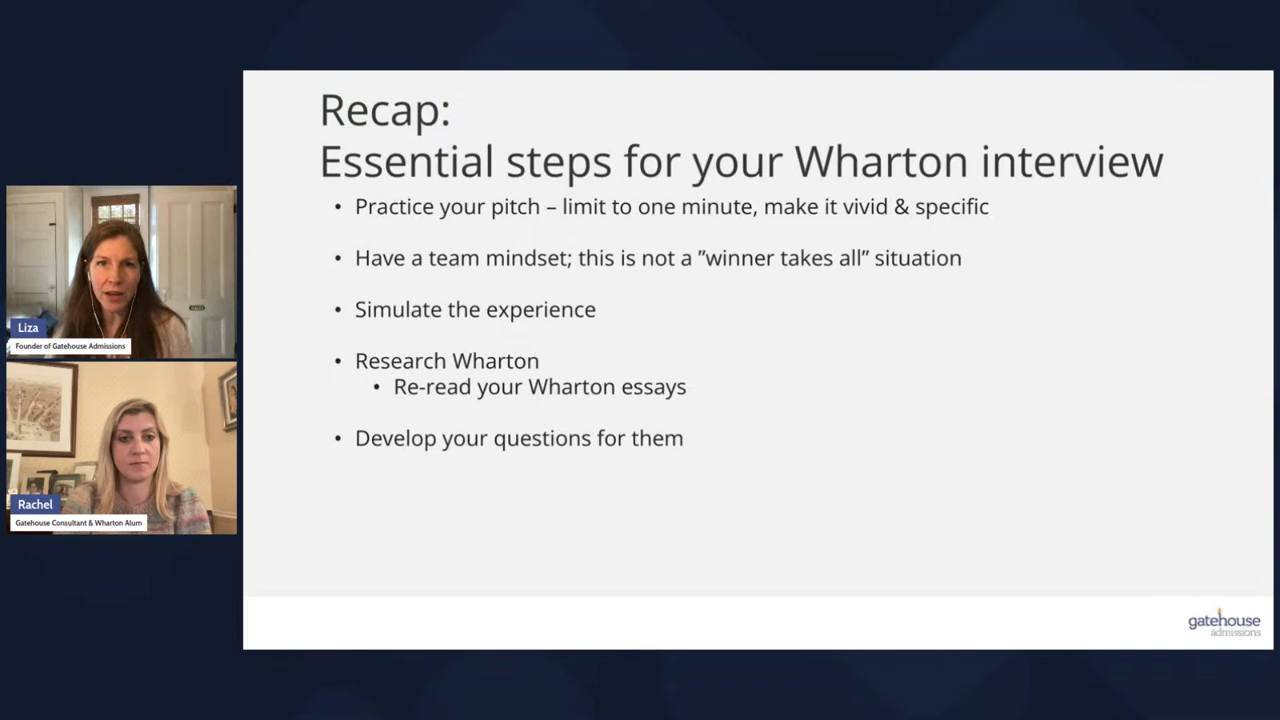 Recap:
Essential steps for your Wharton interview
• Practice your pitch – limit to one minute, make it vivid & specific
• Have a team mindset; this is not a ”winner takes all” situation
• Simulate the experience
• Research Wharton
• Re-read your Wharton essays
• Develop your questions for them
Liza
Founder of Gatehouse Admissions
Rachel
Gatehouse Consultant & Wharton Alum
gatehouse
admissions